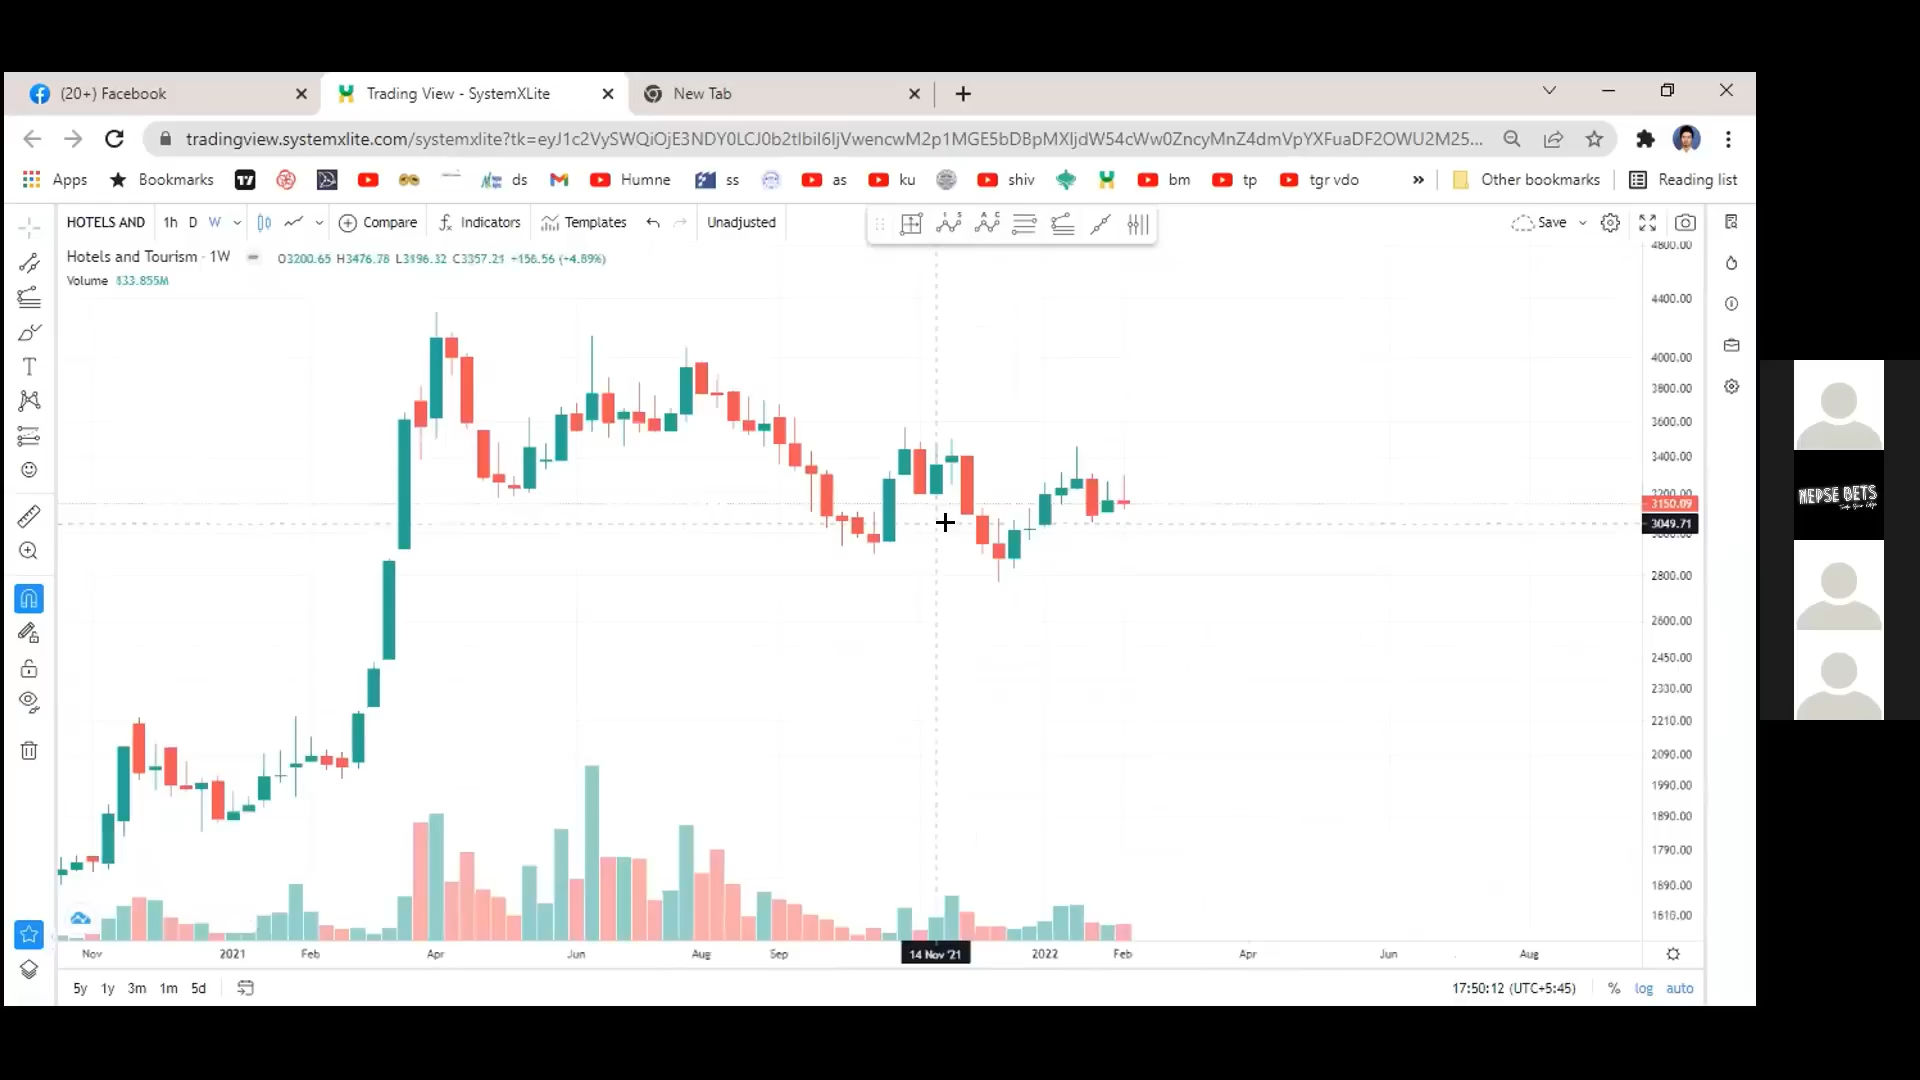 (20+) Facebook
Trading View - SystemXLite
New Tab
tradingview.systemxlite.com/systemxlite?tk=
Apps Bookmarks ds Humne ss as ku shiv bm tp tgr vdo » Other bookmarks Reading list
HOTELS AND 1h D W Compare Indicators Templates Unadjusted Save
Hotels and Tourism · 1W O3200.65 H3476.78 L3196.32 C3357.21 +156.56 (+4.89%)
Volume 833.855M
4800.00
4400.00
4000.00
3800.00
3600.00
3400.00
3200.00
3150.09
3049.71
3000.00
2800.00
2600.00
2450.00
2330.00
2210.00
2090.00
1990.00
1890.00
1790.00
1690.00
1610.00
NEPSE BETS
Nov 2021 Feb Apr Jun Aug Sep 14 Nov '21 2022 Feb Apr Jun Aug
5y 1y 3m 1m 5d 17:50:12 (UTC+5:45) % log auto